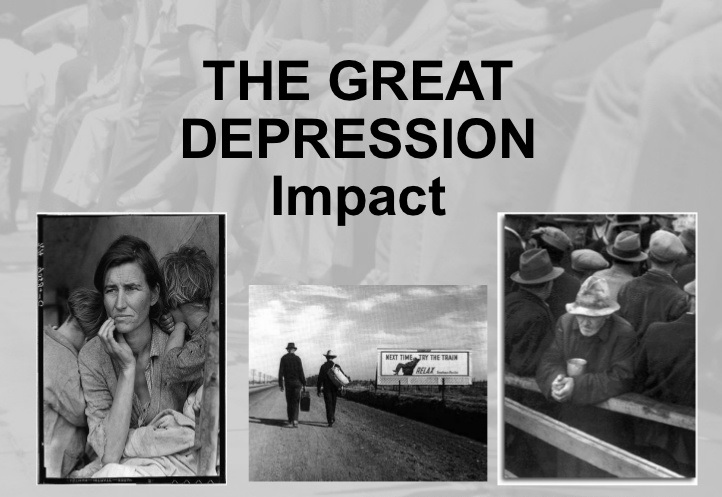 THE GREAT
DEPRESSION
Impact
NEXT TIME TRY THE TRAIN
RELAX